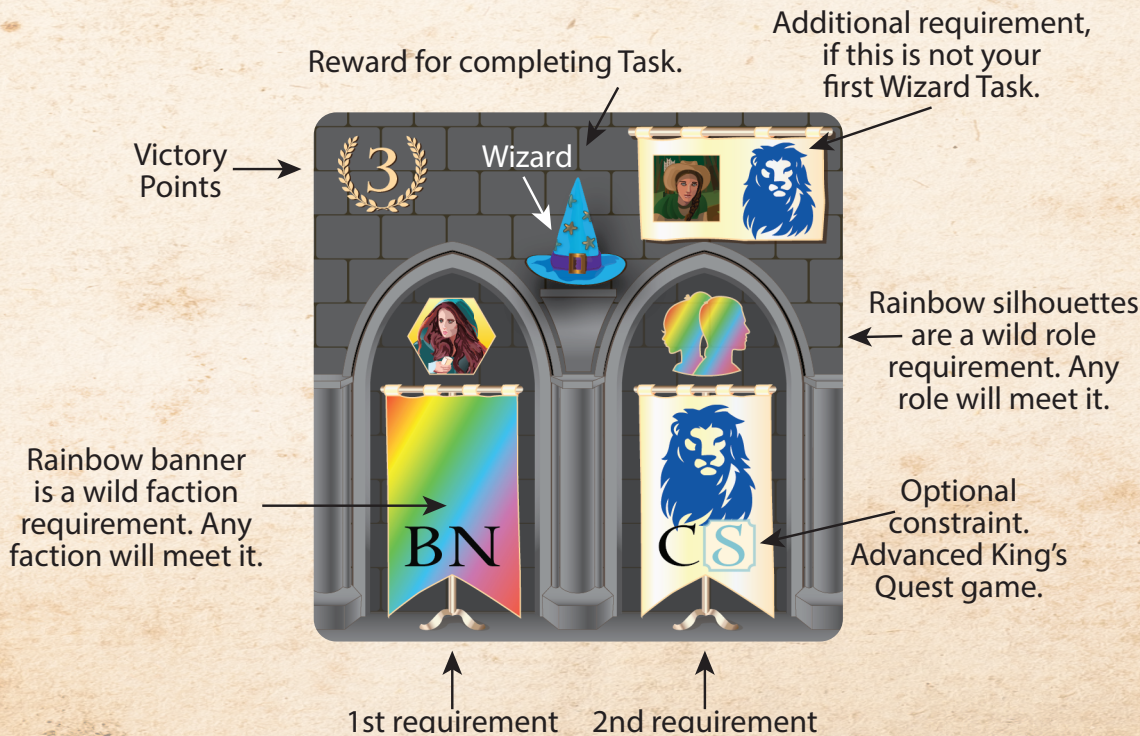 Additional requirement,
if this is not your
first Wizard Task.
Reward for completing Task.
Victory
Points
3
Wizard
Rainbow silhouettes
are a wild role
requirement. Any
role will meet it.
Rainbow banner
is a wild faction
requirement. Any
faction will meet it.
BN
CS
Optional
constraint.
Advanced King's
Quest game.
1st requirement
2nd requirement